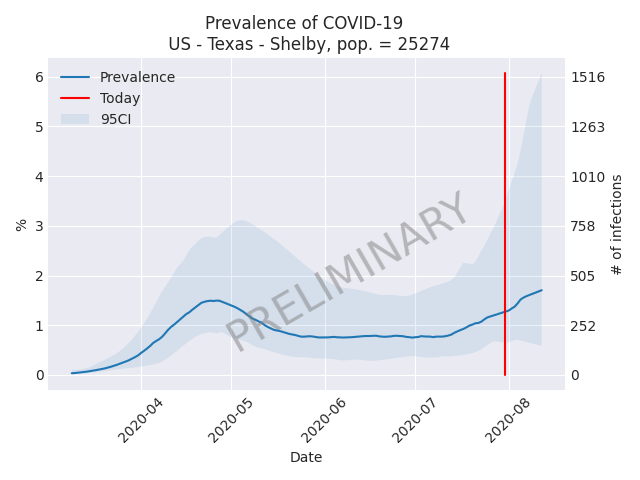 Prevalence of COVID-19
US - Texas - Shelby, pop. = 25274
Prevalence
Today
95CI
PRELIMINARY
%
6
5
4
3
2
1
0
1516
1263
1010
758
505
252
0
# of infections
2020-04
2020-05
2020-06
2020-07
2020-08
Date